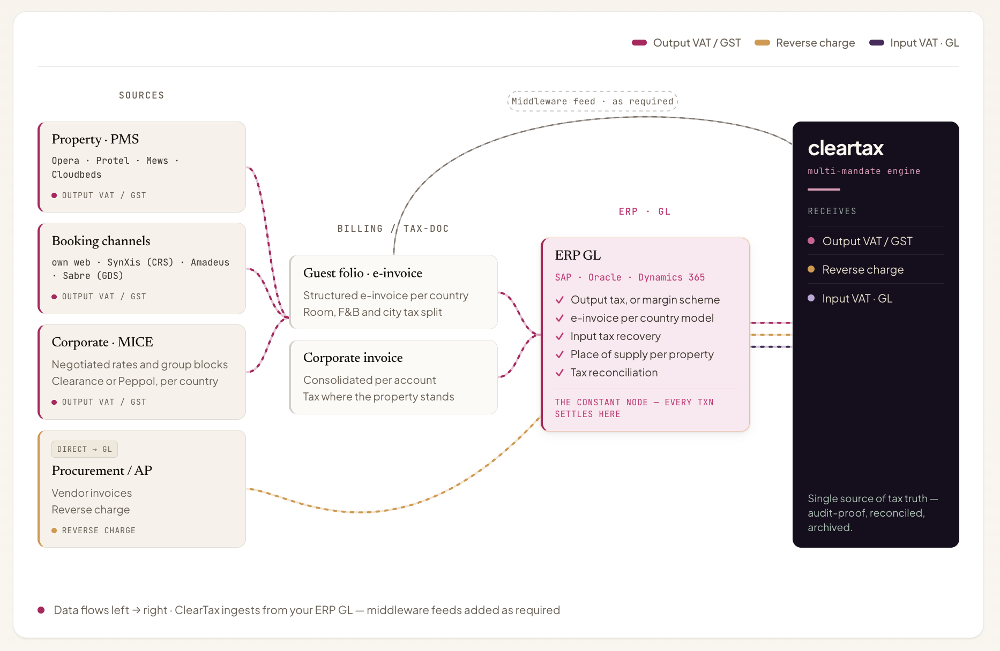 Output VAT / GST
Reverse charge
Input VAT · GL
SOURCES
Middleware feed · as required
Property · PMS
Opera · Protel · Mews ·
Cloudbeds
OUTPUT VAT / GST
Booking channels
own web · SynXis (CRS) · Amadeus
· Sabre (GDS)
OUTPUT VAT / GST
Corporate · MICE
Negotiated rates and group blocks
Clearance or Peppol, per country
OUTPUT VAT / GST
DIRECT → GL
Procurement / AP
Vendor invoices
Reverse charge
REVERSE CHARGE
BILLING / TAX-DOC
Guest folio · e-invoice
Structured e-invoice per country
Room, F&B and city tax split
Corporate invoice
Consolidated per account
Tax where the property stands
ERP · GL
ERP GL
SAP · Oracle · Dynamics 365
Output tax, or margin scheme
e-invoice per country model
Input tax recovery
Place of supply per property
Tax reconciliation
THE CONSTANT NODE — EVERY TXN
SETTLES HERE
cleartax
multi-mandate engine
RECEIVES
Output VAT / GST
Reverse charge
Input VAT · GL
Single source of tax truth —
audit-proof, reconciled,
archived.
Data flows left → right · ClearTax ingests from your ERP GL — middleware feeds added as required